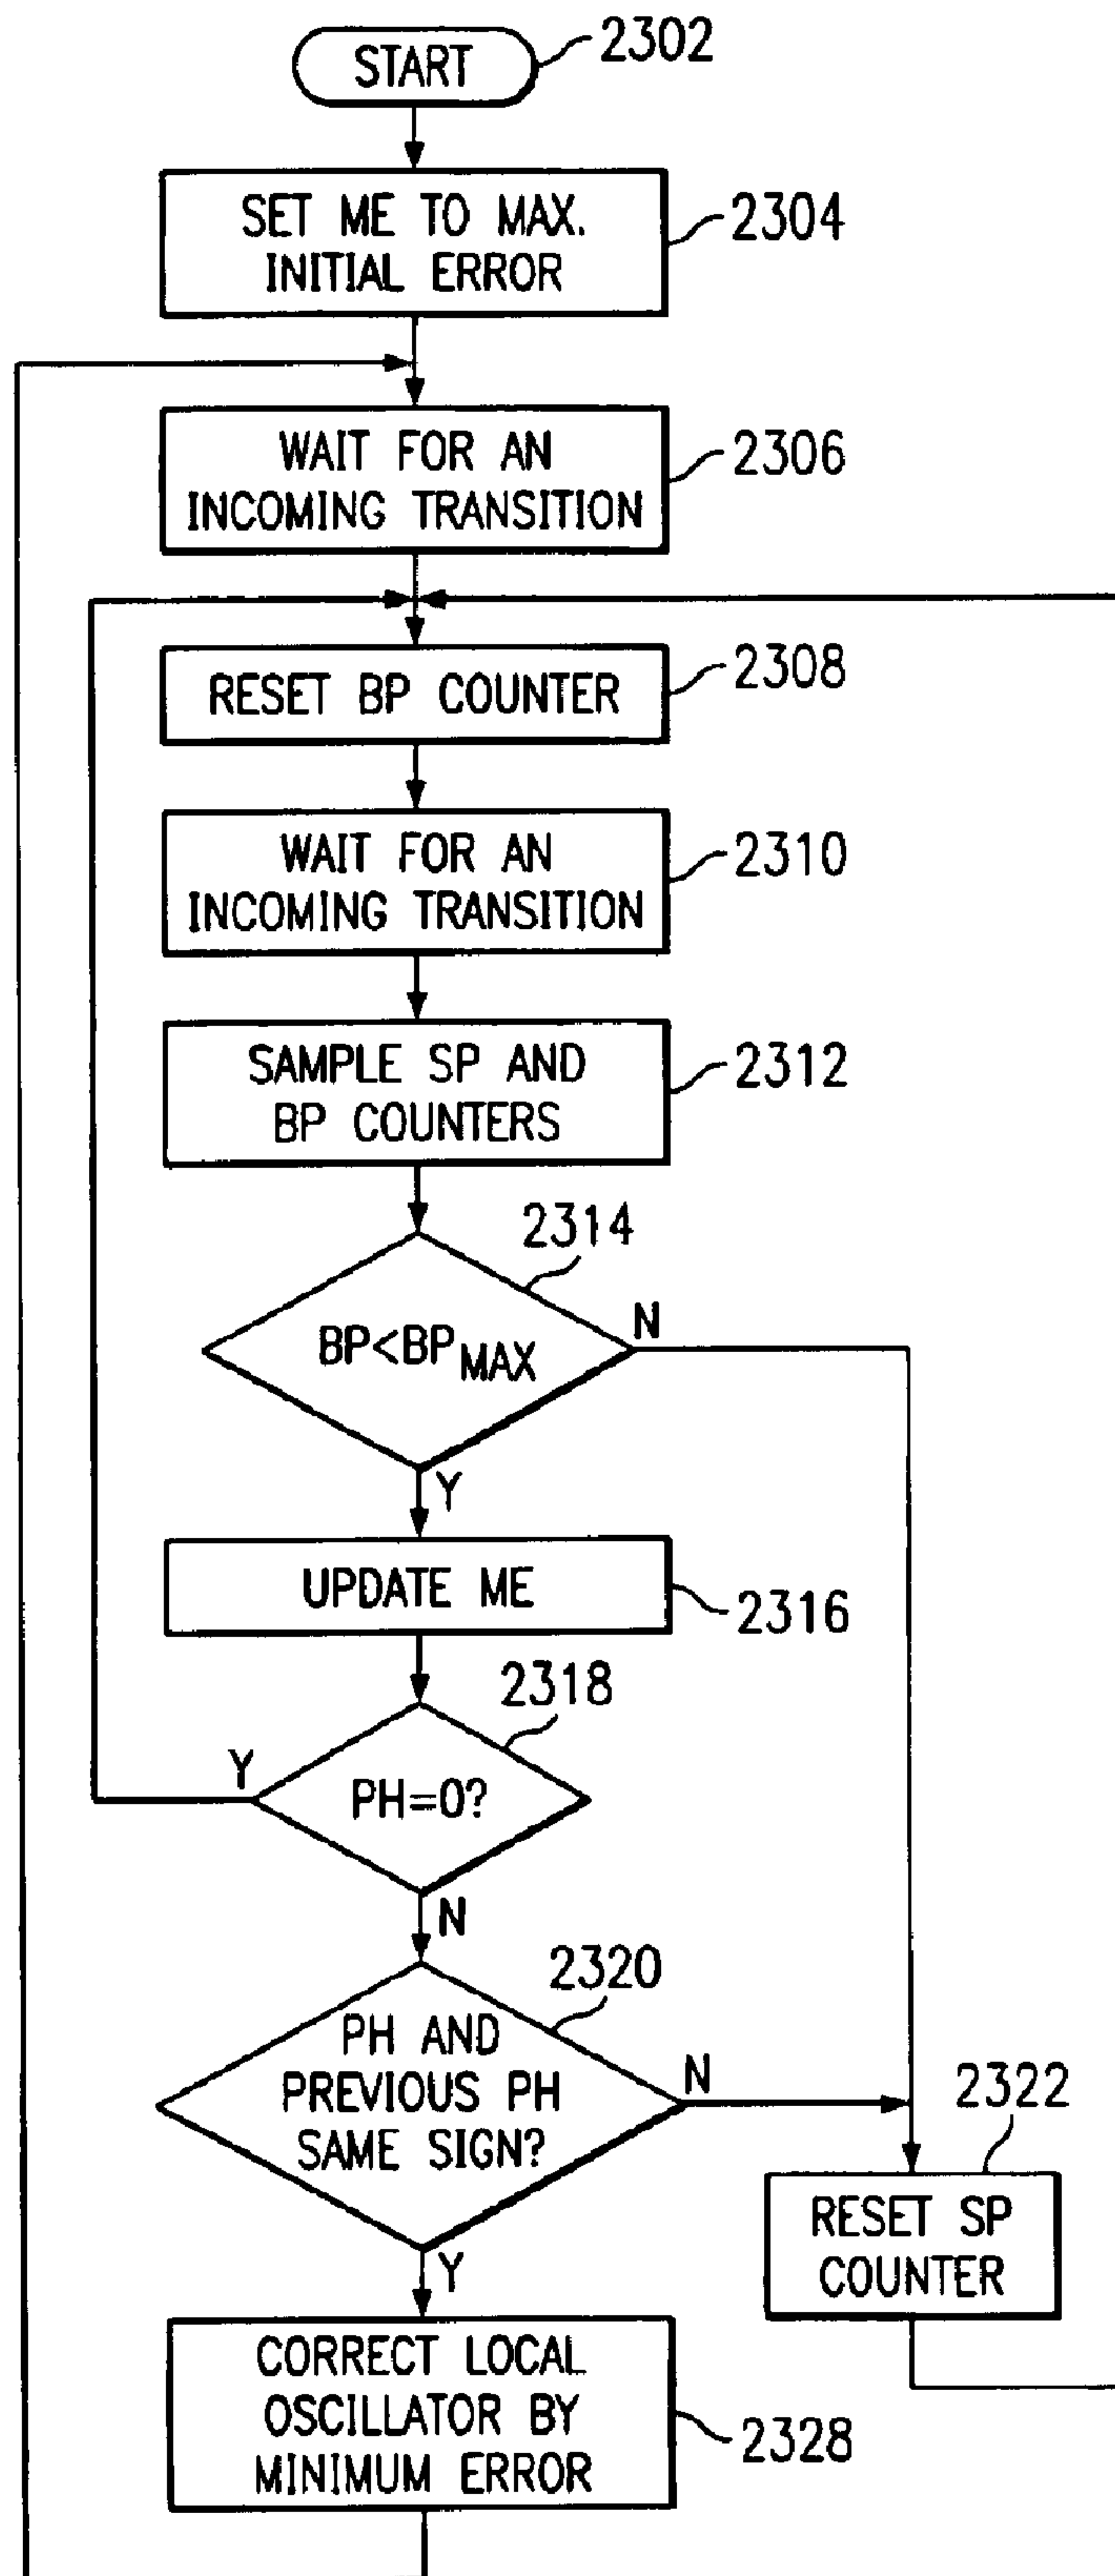 START
2302
SET ME TO MAX.
INITIAL ERROR
2304
WAIT FOR AN
INCOMING TRANSITION
2306
RESET BP COUNTER
2308
WAIT FOR AN
INCOMING TRANSITION
2310
SAMPLE SP AND
BP COUNTERS
2312
2314
BP<BPMAX
N
Y
UPDATE ME
2316
2318
PH=0?
Y
N
2320
PH AND
PREVIOUS PH
SAME SIGN?
N
Y
2322
RESET SP
COUNTER
CORRECT LOCAL
OSCILLATOR BY
MINIMUM ERROR
2328